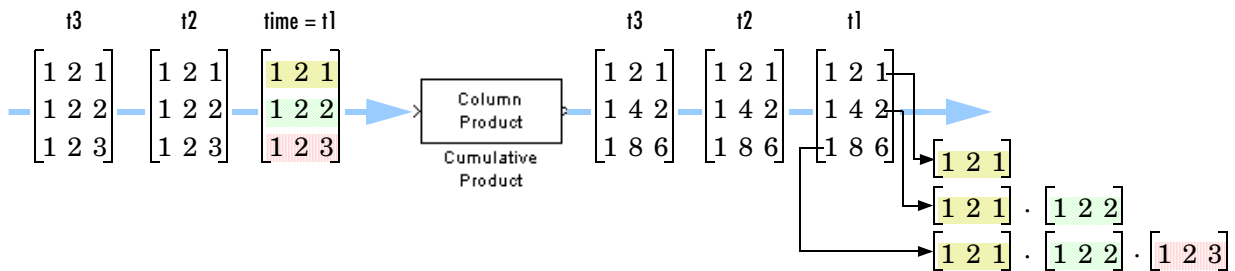 t3 t2 time = t1 t3 t2 t1
[1 2 1] [1 2 1] [1 2 1] [1 2 1] [1 2 1] [1 2 1]
[1 2 2] [1 2 2] [1 2 2] [1 4 2] [1 4 2] [1 4 2]
[1 2 3] [1 2 3] [1 2 3] [1 8 6] [1 8 6] [1 8 6]
Column
Product
Cumulative
Product
[1 2 1]
[1 2 1] · [1 2 2]
[1 2 1] · [1 2 2] · [1 2 3]